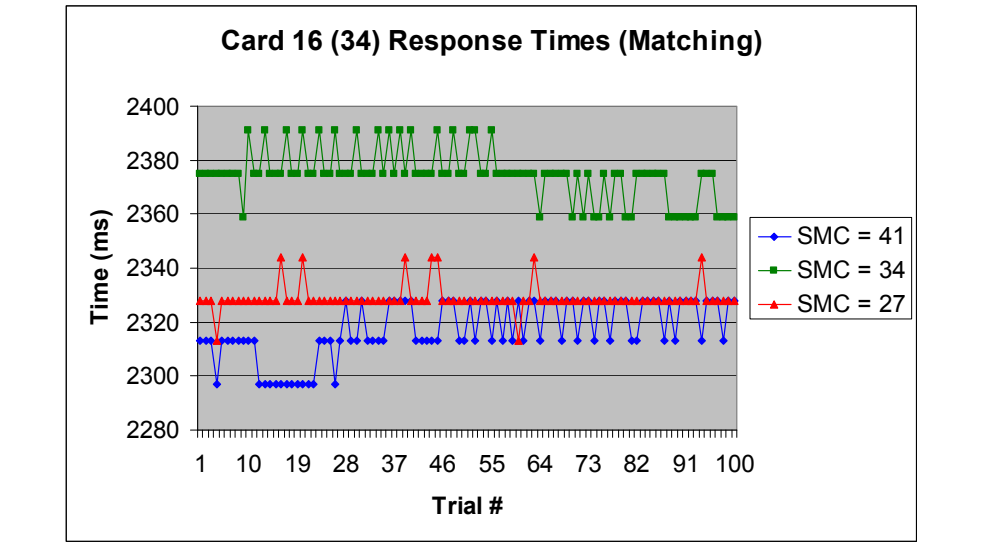 Card 16 (34) Response Times (Matching)
2400
2380
2360
2340
2320
2300
2280
Time (ms)
1 10 19 28 37 46 55 64 73 82 91 100
Trial #
SMC = 41
SMC = 34
SMC = 27